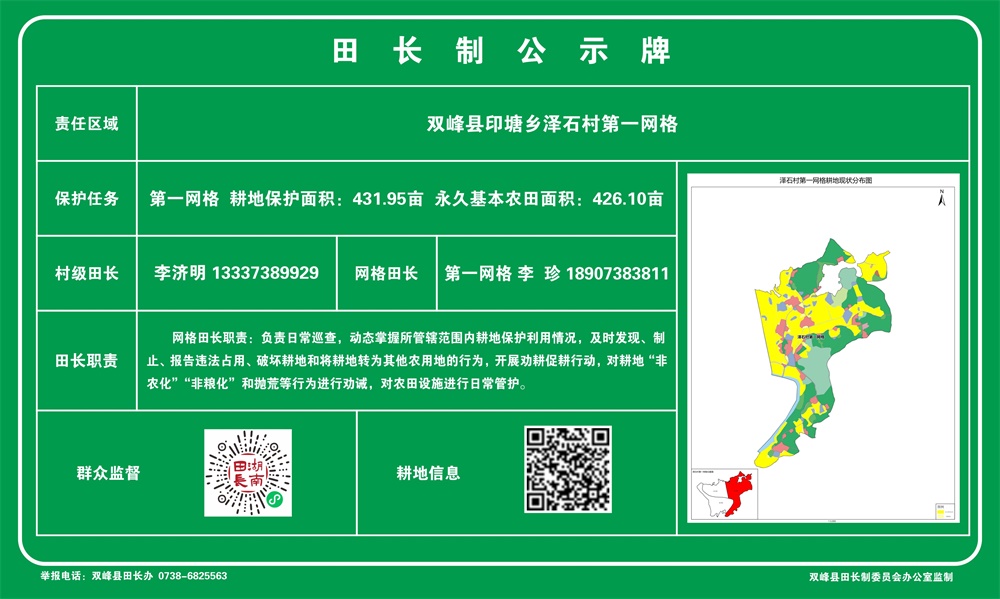 田长制公示牌
责任区域
双峰县印塘乡泽石村第一网格
保护任务
第一网格 耕地保护面积：431.95亩 永久基本农田面积：426.10亩
村级田长
李济明 13337389929
网格田长
第一网格 李 珍 18907383811
田长职责
网格田长职责：负责日常巡查，动态掌握所管辖范围内耕地保护利用情况，及时发现、制
止、报告违法占用、破坏耕地和将耕地转为其他农用地的行为，开展劝耕促耕行动，对耕地“非
农化”“非粮化”和抛荒等行为进行劝诫，对农田设施进行日常管护。
群众监督
湖南田長
耕地信息
泽石村第一网格耕地现状分布图
N
举报电话：双峰县田长办 0738-6825563
双峰县田长制委员会办公室监制